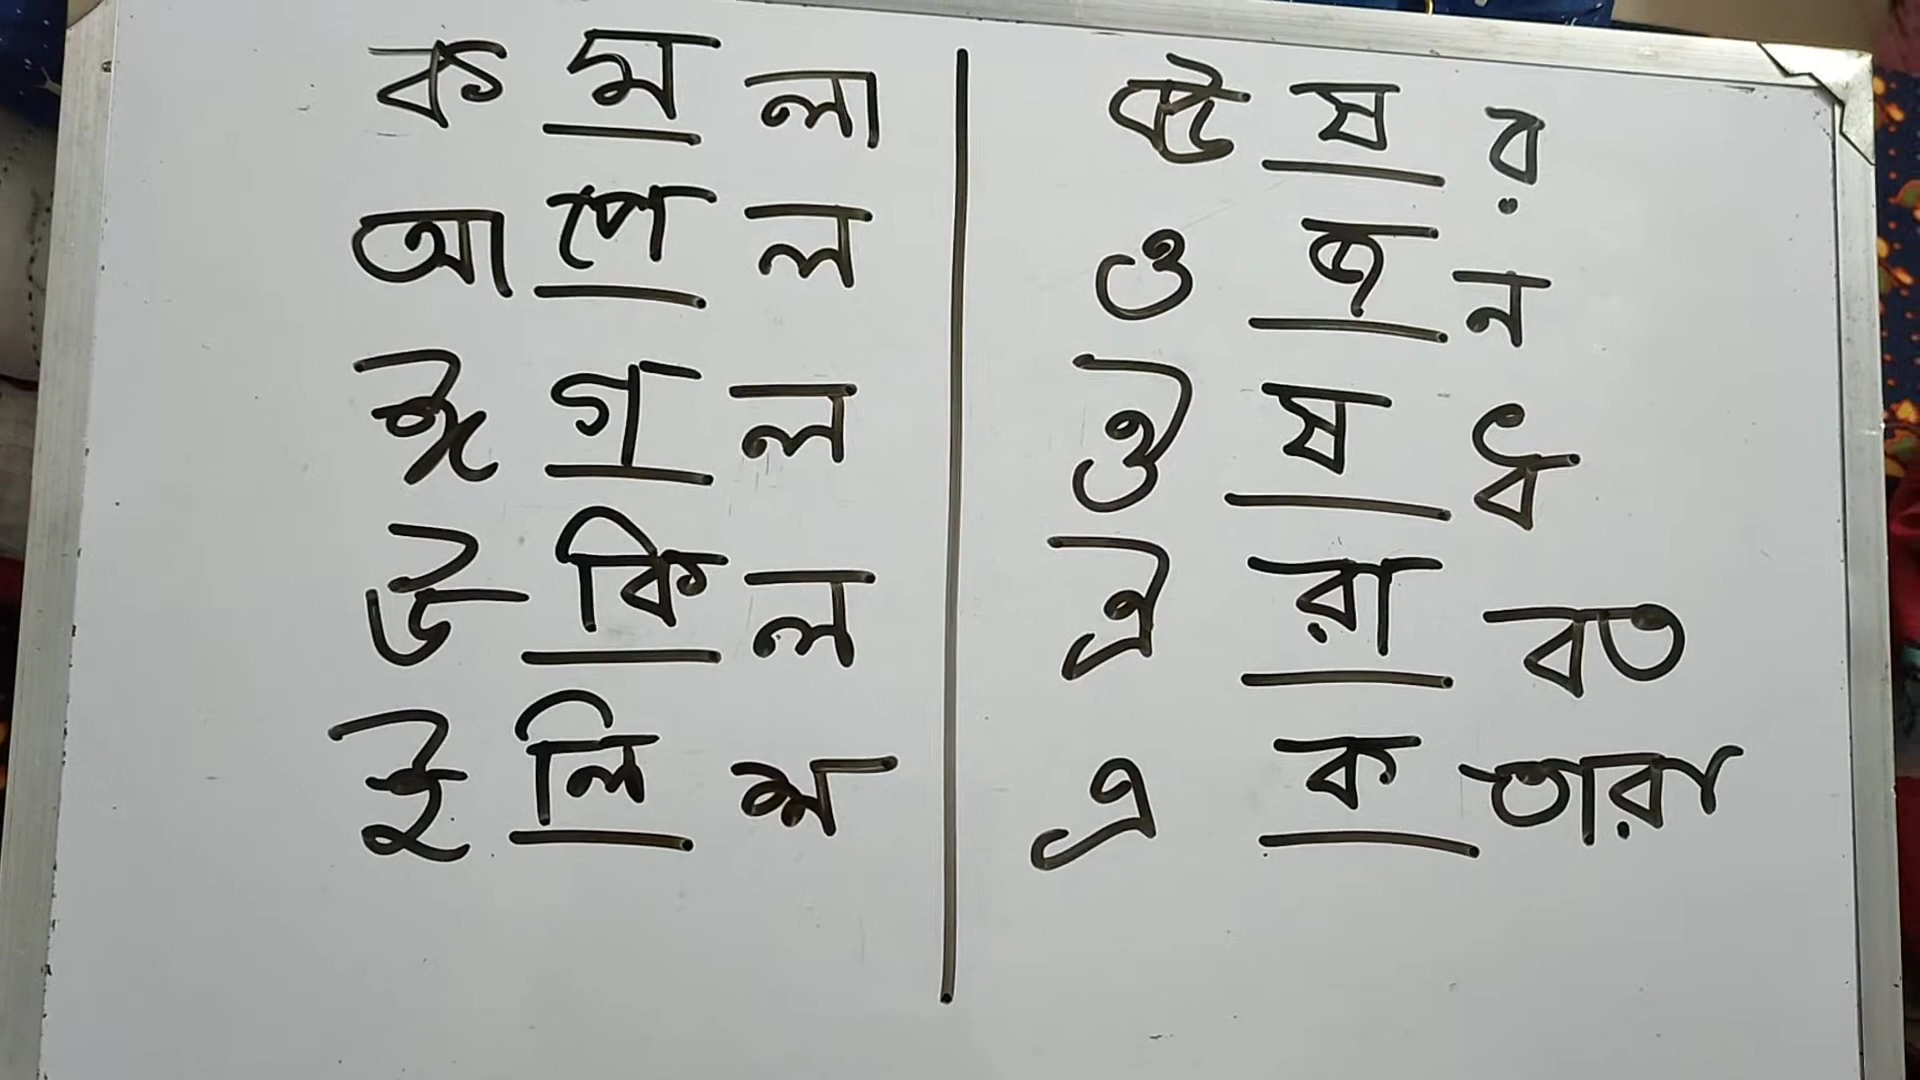 ক ম লা
আ পে ল
ঈ গ ল
উ কি ল
ই লি শ
ঊ ষ র
ও জ ন
ঔ ষ ধ
ঐ রা বত
এ ক তারা